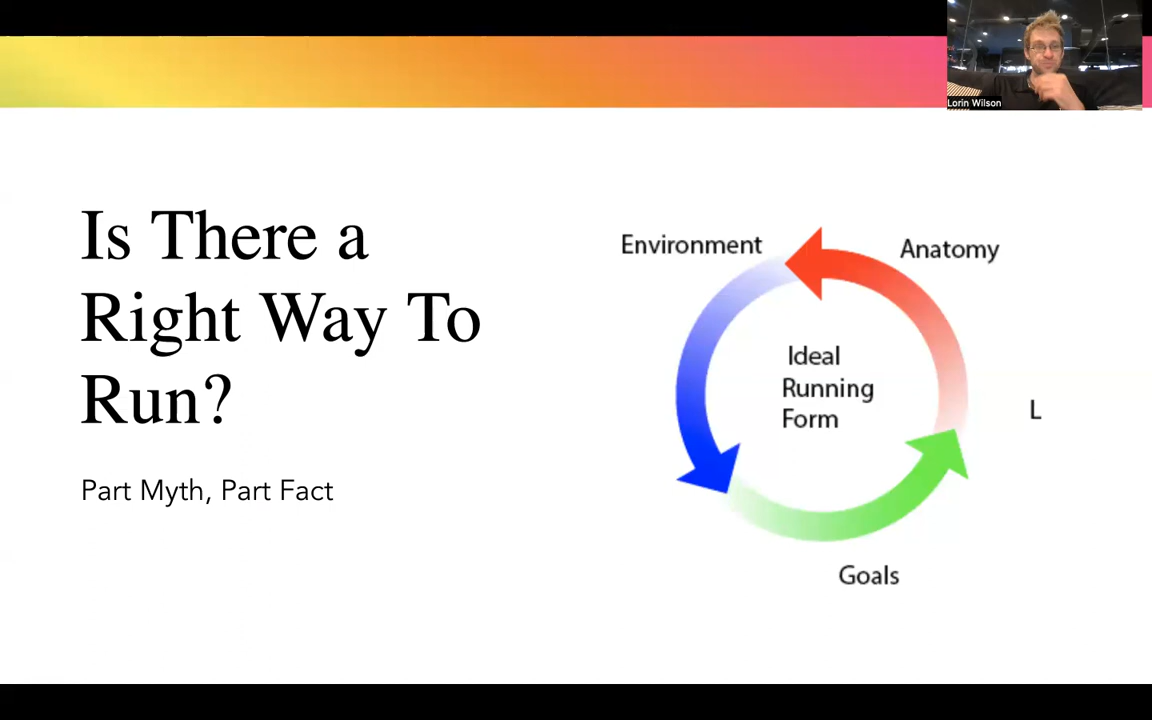 Lorin Wilson
Is There a
Right Way To
Run?
Part Myth, Part Fact
Environment
Anatomy
Ideal
Running
Form
L
Goals